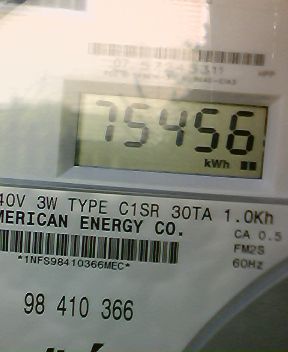 75456
kWh
40V 3W TYPE C1SR 30TA 1.0Kh
MERICAN ENERGY CO.
CA 0.5
FM2S
60HZ
*1NFS98410366MEC*
98 410 366